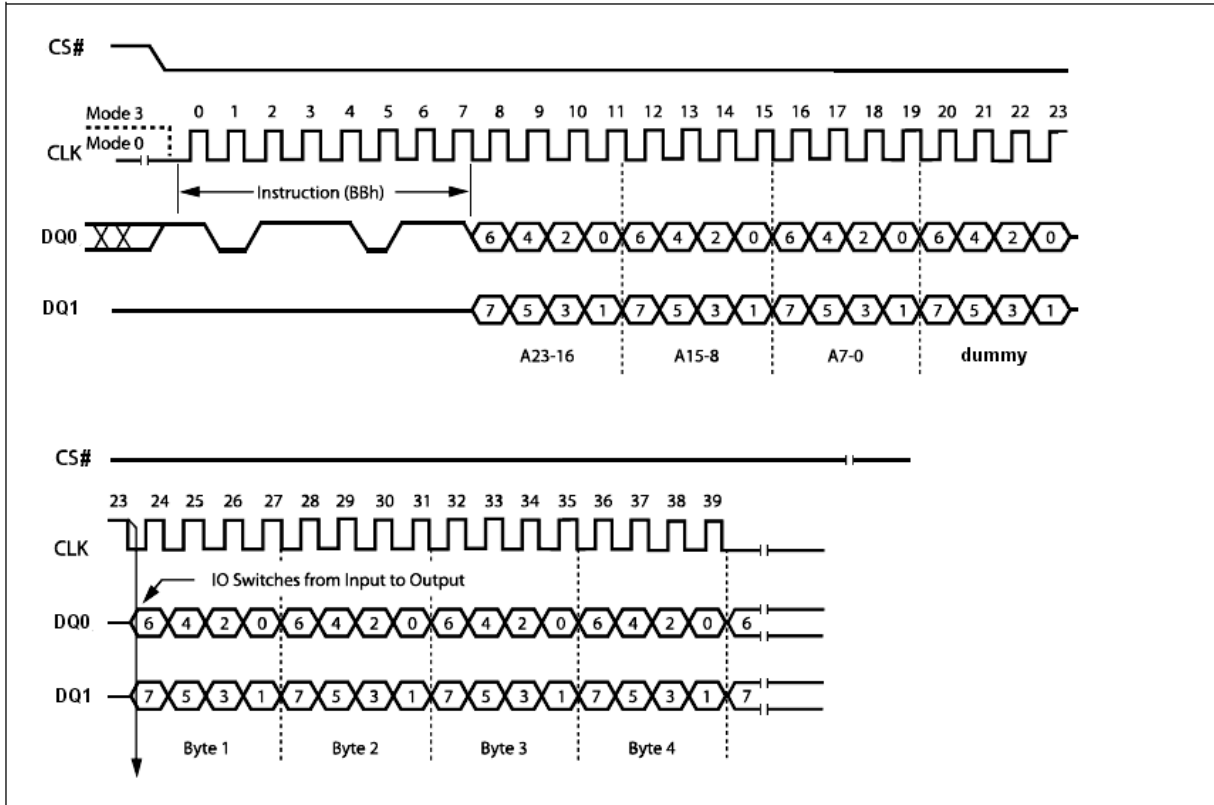 CS#
Mode 3
0 1 2 3 4 5 6 7 8 9 10 11 12 13 14 15 16 17 18 19 20 21 22 23
Mode 0
CLK
Instruction (BBh)
DQ0 6 4 2 0 6 4 2 0 6 4 2 0 6 4 2 0
DQ1 7 5 3 1 7 5 3 1 7 5 3 1 7 5 3 1
A23-16 A15-8 A7-0 dummy
CS#
23 24 25 26 27 28 29 30 31 32 33 34 35 36 37 38 39
CLK
IO Switches from Input to Output
DQ0 6 4 2 0 6 4 2 0 6 4 2 0 6 4 2 0 6
DQ1 7 5 3 1 7 5 3 1 7 5 3 1 7 5 3 1 7
Byte 1 Byte 2 Byte 3 Byte 4